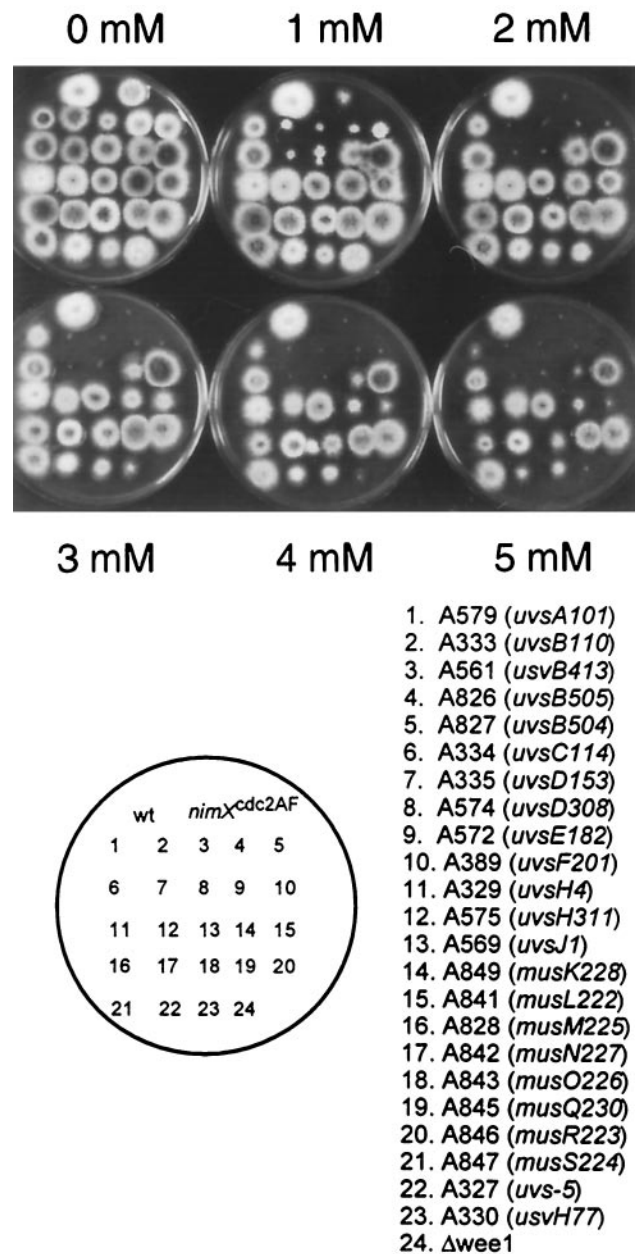 0 mM 1 mM 2 mM
3 mM 4 mM 5 mM
wt nimXcdc2AF
1 2 3 4 5
6 7 8 9 10
11 12 13 14 15
16 17 18 19 20
21 22 23 24
1. A579 (uvsA101)
2. A333 (uvsB110)
3. A561 (usvB413)
4. A826 (uvsB505)
5. A827 (uvsB504)
6. A334 (uvsC114)
7. A335 (uvsD153)
8. A574 (uvsD308)
9. A572 (uvsE182)
10. A389 (uvsF201)
11. A329 (uvsH4)
12. A575 (uvsH311)
13. A569 (uvsJ1)
14. A849 (musK228)
15. A841 (musL222)
16. A828 (musM225)
17. A842 (musN227)
18. A843 (musO226)
19. A845 (musQ230)
20. A846 (musR223)
21. A847 (musS224)
22. A327 (uvs-5)
23. A330 (usvH77)
24. Δwee1